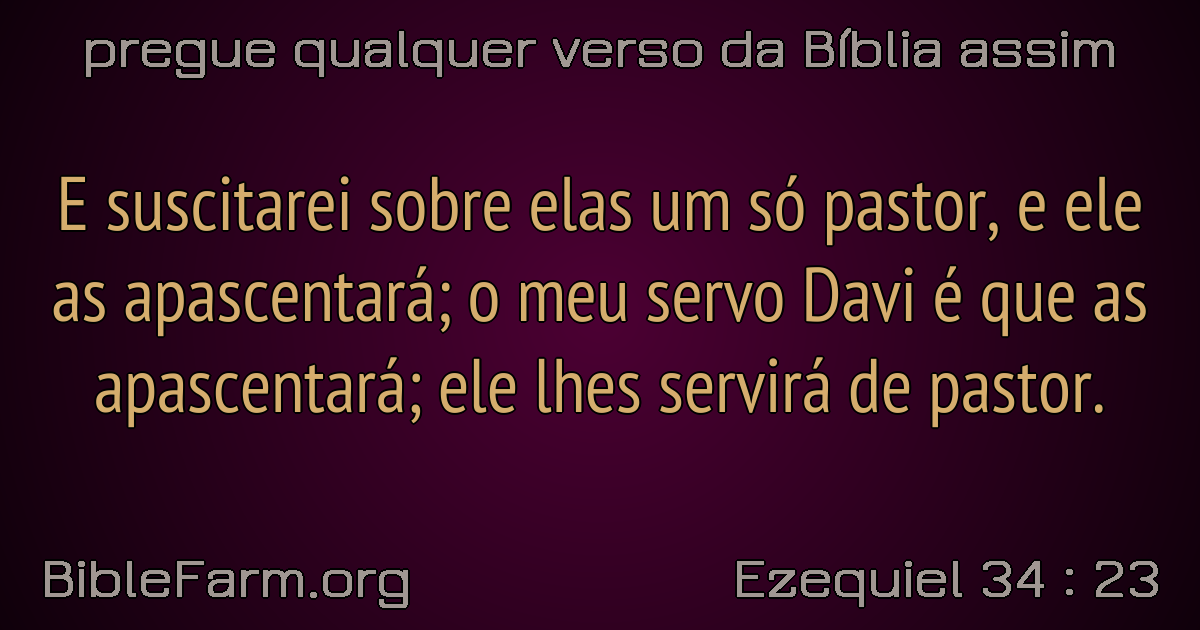 pregue qualquer verso da Bíblia assim
E suscitarei sobre elas um só pastor, e ele
as apascentará; o meu servo Davi é que as
apascentará; ele lhes servirá de pastor.
BibleFarm.org
Ezequiel 34 : 23